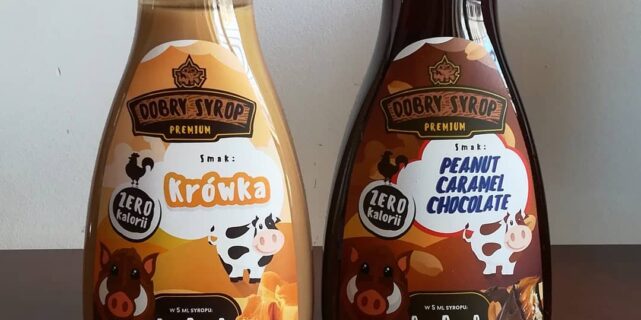 DOBRY SYROP
PREMIUM
Smak:
Krówka
ZERO
kalorii
W 5 ML SYROPU:
DOBRY SYROP
PREMIUM
Smak:
PEANUT
CARAMEL
CHOCOLATE
ZERO
kalorii
W 5 ML SYROPU: